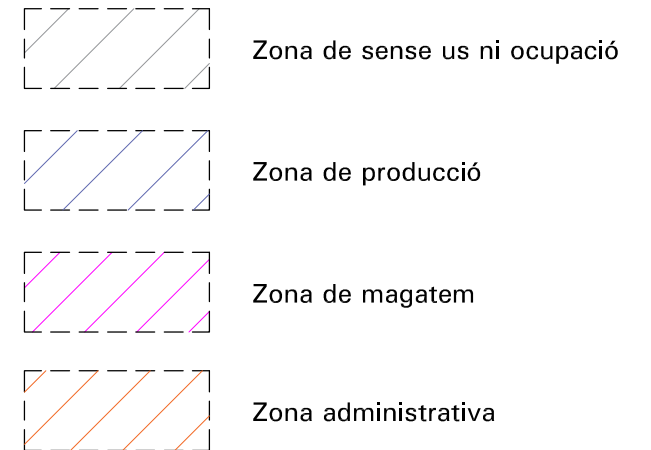 Zona de sense us ni ocupació
Zona de producció
Zona de magatem
Zona administrativa